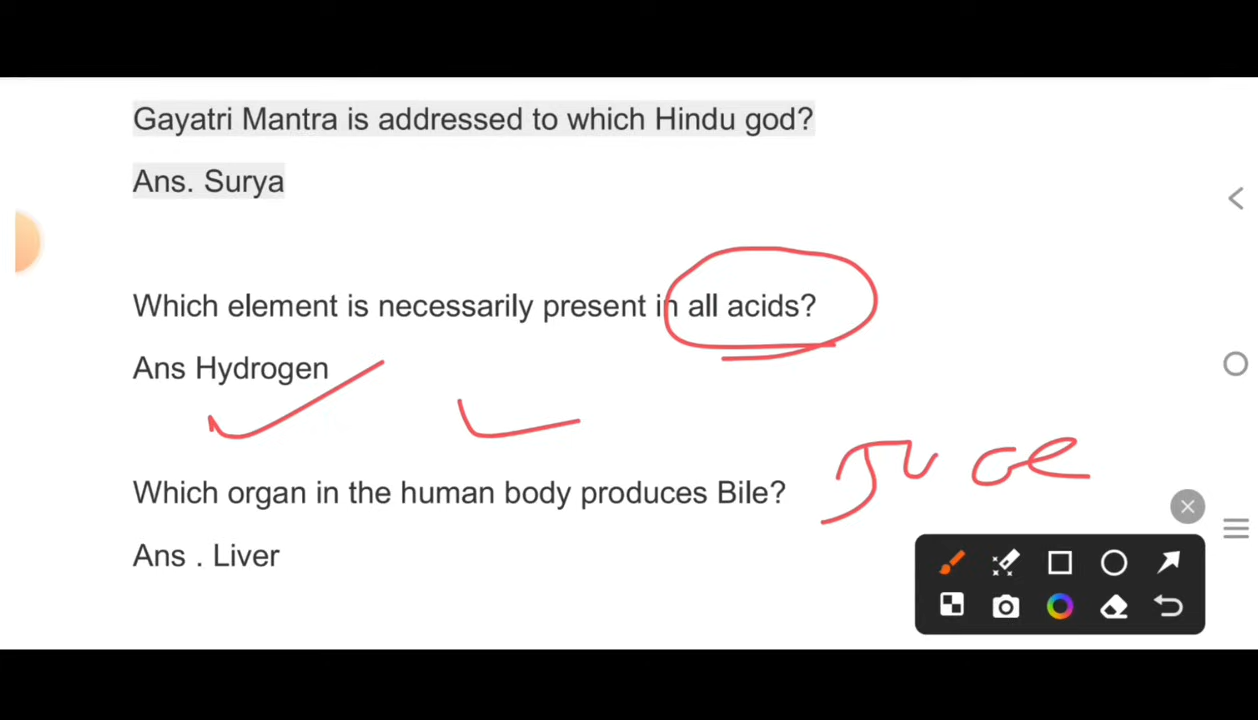 Gayatri Mantra is addressed to which Hindu god?
Ans. Surya
Which element is necessarily present in all acids?
Ans Hydrogen
Which organ in the human body produces Bile?
Ans . Liver